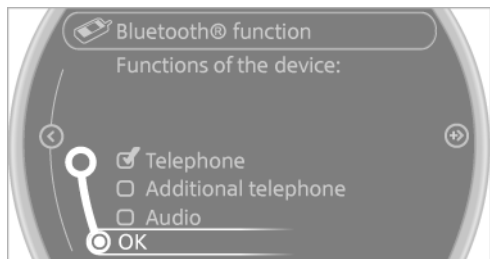 Bluetooth® function
Functions of the device:
Telephone
Additional telephone
Audio
OK